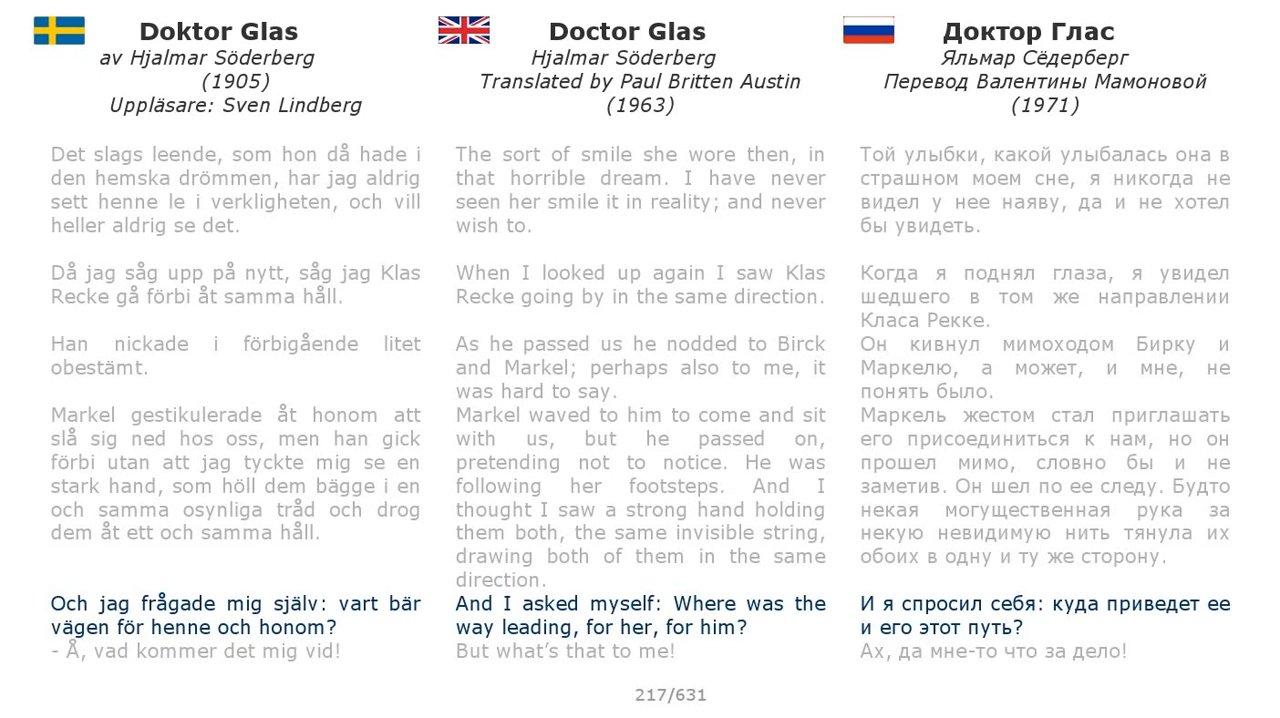 Doktor Glas
av Hjalmar Söderberg
(1905)
Uppläsare: Sven Lindberg
Det slags leende, som hon då hade i
den hemska drömmen, har jag aldrig
sett henne le i verkligheten, och vill
heller aldrig se det.
Då jag såg upp på nytt, såg jag Klas
Recke gå förbi åt samma håll.
Han nickade i förbigående litet
obestämt.
Markel gestikulerade åt honom att
slå sig ned hos oss, men han gick
förbi utan att jag tyckte mig se en
stark hand, som höll dem bägge i en
och samma osynliga tråd och drog
dem åt ett och samma håll.
Och jag frågade mig själv: vart bär
vägen för henne och honom?
- Å, vad kommer det mig vid!
Doctor Glas
Hjalmar Söderberg
Translated by Paul Britten Austin
(1963)
The sort of smile she wore then, in
that horrible dream. I have never
seen her smile it in reality; and never
wish to.
When I looked up again I saw Klas
Recke going by in the same direction.
As he passed us he nodded to Birck
and Markel; perhaps also to me, it
was hard to say.
Markel waved to him to come and sit
with us, but he passed on,
pretending not to notice. He was
following her footsteps. And I
thought I saw a strong hand holding
them both, the same invisible string,
drawing both of them in the same
direction.
And I asked myself: Where was the
way leading, for her, for him?
But what’s that to me!
Доктор Глас
Яльмар Сёдерберг
Перевод Валентины Мамоновой
(1971)
Той улыбки, какой улыбалась она в
страшном моем сне, я никогда не
видел у нее наяву, да и не хотел
бы увидеть.
Когда я поднял глаза, я увидел
шедшего в том же направлении
Класа Рекке.
Он кивнул мимоходом Бирку и
Маркелю, а может, и мне, не
понять было.
Маркель жестом стал приглашать
его присоединиться к нам, но он
прошел мимо, словно бы и не
заметив. Он шел по ее следу. Будто
некая могущественная рука за
некую невидимую нить тянула их
обоих в одну и ту же сторону.
И я спросил себя: куда приведет ее
и его этот путь?
Ах, да мне-то что за дело!
217/631